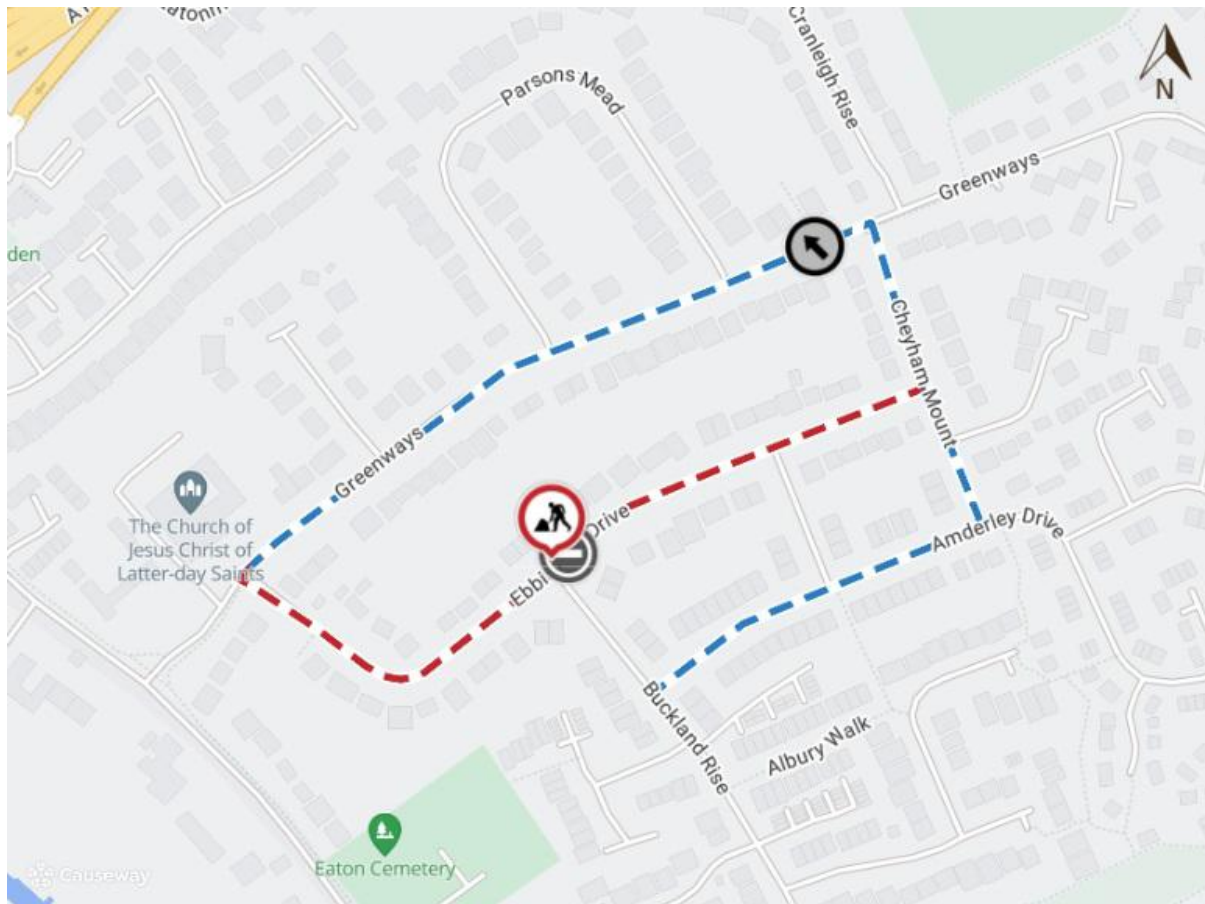 Parsons Mead
Cranleigh Rise
N
Greenways
den
Cheyham Mount
Greenways
The Church of
Jesus Christ of
Latter-day Saints
Drive
Amderley Drive
Ebbi
Buckland Rise
Albury Walk
Eaton Cemetery
Causeway